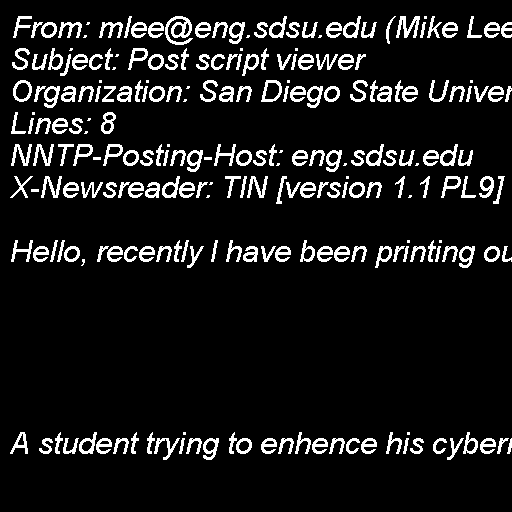 From: mlee@eng.sdsu.edu (Mike Lee
Subject: Post script viewer
Organization: San Diego State Univer
Lines: 8
NNTP-Posting-Host: eng.sdsu.edu
X-Newsreader: TIN [version 1.1 PL9]
Hello, recently I have been printing ou
A student trying to enhence his cyber